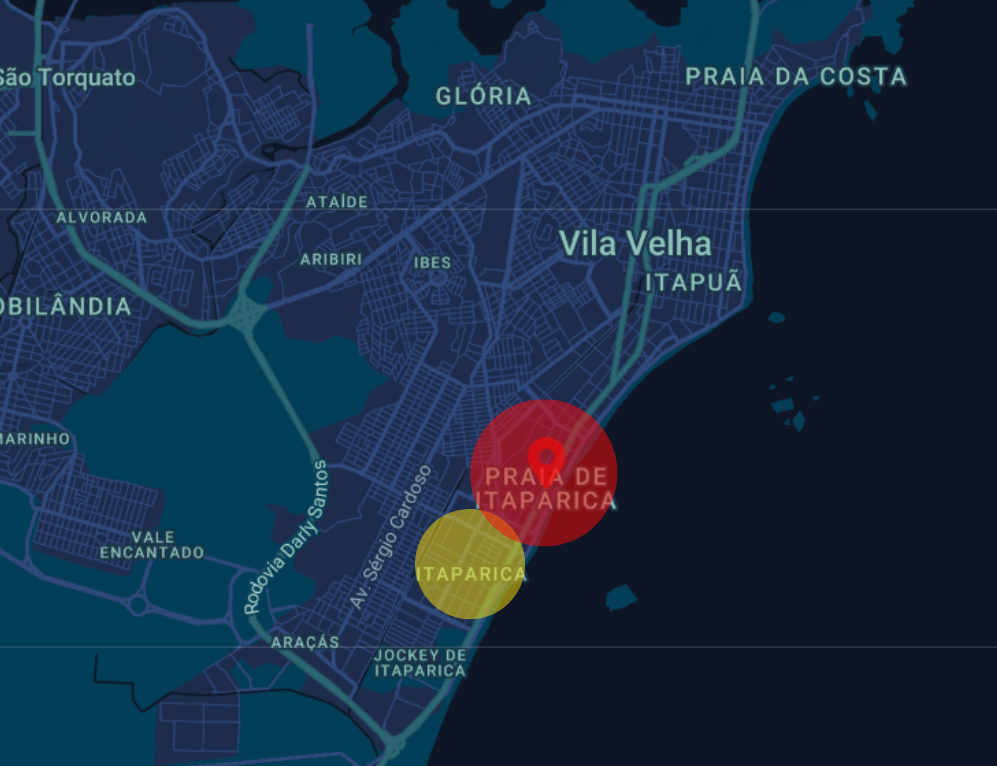 São Torquato
PRAIA DA COSTA
GLÓRIA
ATAÍDE
ALVORADA
Vila Velha
ARIBIRI
IBES
ITAPUÃ
OBILÂNDIA
MARINHO
PRAIA DE
ITAPARICA
Av. Sérgio Cardoso
Rodovia Darly Santos
VALE
ENCANTADO
ITAPARICA
ARAÇÁS
JOCKEY DE
ITAPARICA